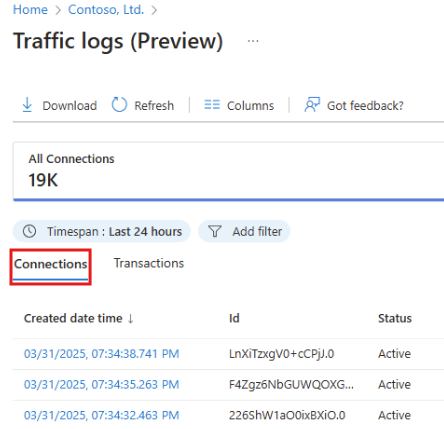 Home > Contoso, Ltd. >
Traffic logs (Preview) ...
Download Refresh Columns Got feedback?
All Connections
19K
Timespan : Last 24 hours Add filter
Connections Transactions
Created date time ↓ Id Status
03/31/2025, 07:34:38.741 PM LnXiTzxgV0+cCPjJ.0 Active
03/31/2025, 07:34:35.263 PM F4Zgz6NbGUWQOXG... Active
03/31/2025, 07:34:32.463 PM 226ShW1aO0ixBXiO.0 Active